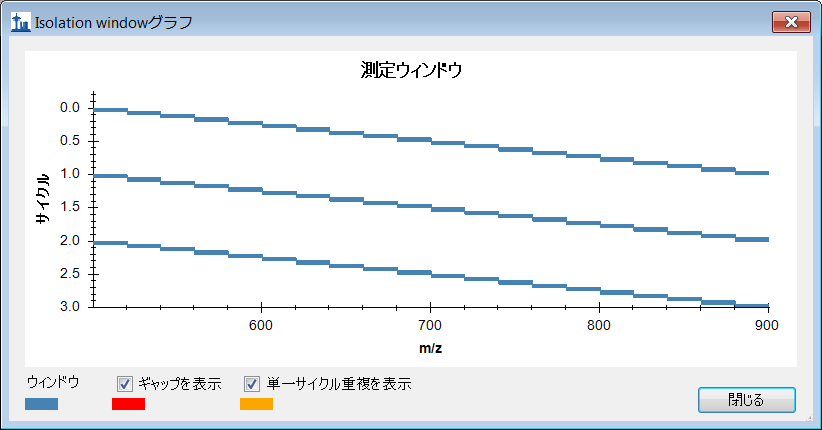 Isolation windowグラフ
測定ウィンドウ
サイクル
0.0
0.5
1.0
1.5
2.0
2.5
3.0
600
700
800
900
m/z
ウィンドウ
ギャップを表示
単一サイクル重複を表示
閉じる